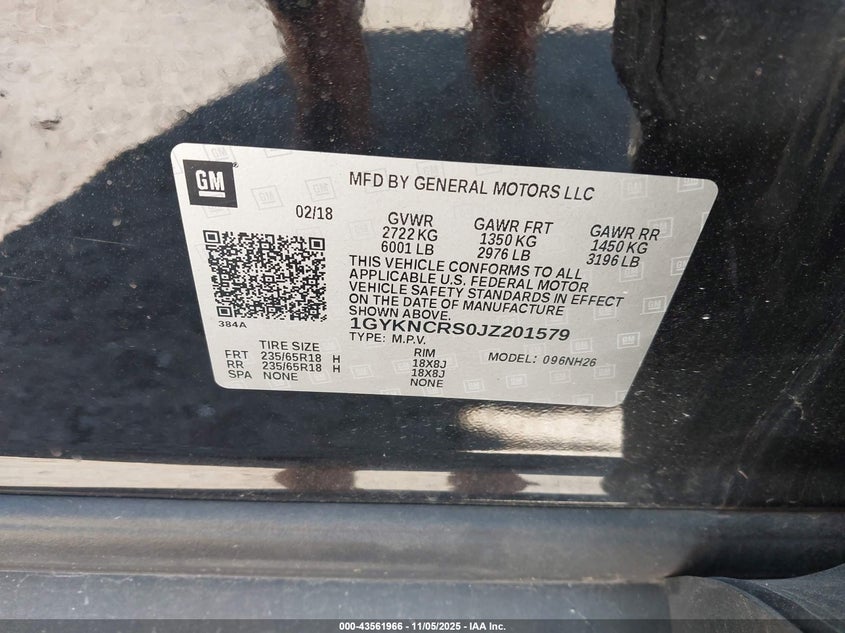 GM
®
MFD BY GENERAL MOTORS LLC
02/18
GVWR GAWR FRT GAWR RR
2722 KG 1350 KG 1450 KG
6001 LB 2976 LB 3196 LB
THIS VEHICLE CONFORMS TO ALL
APPLICABLE U.S. FEDERAL MOTOR
VEHICLE SAFETY STANDARDS IN EFFECT
ON THE DATE OF MANUFACTURE
SHOWN ABOVE.
384A
1GYKNCRS0JZ201579
TYPE: M.P.V.
MODEL: 096NH26
TIRE SIZE RIM
FRT 235/65R18 H 18X8J
RR 235/65R18 H 18X8J
SPA NONE NONE
000-43561966 — 11/05/2025 — IAA Inc.